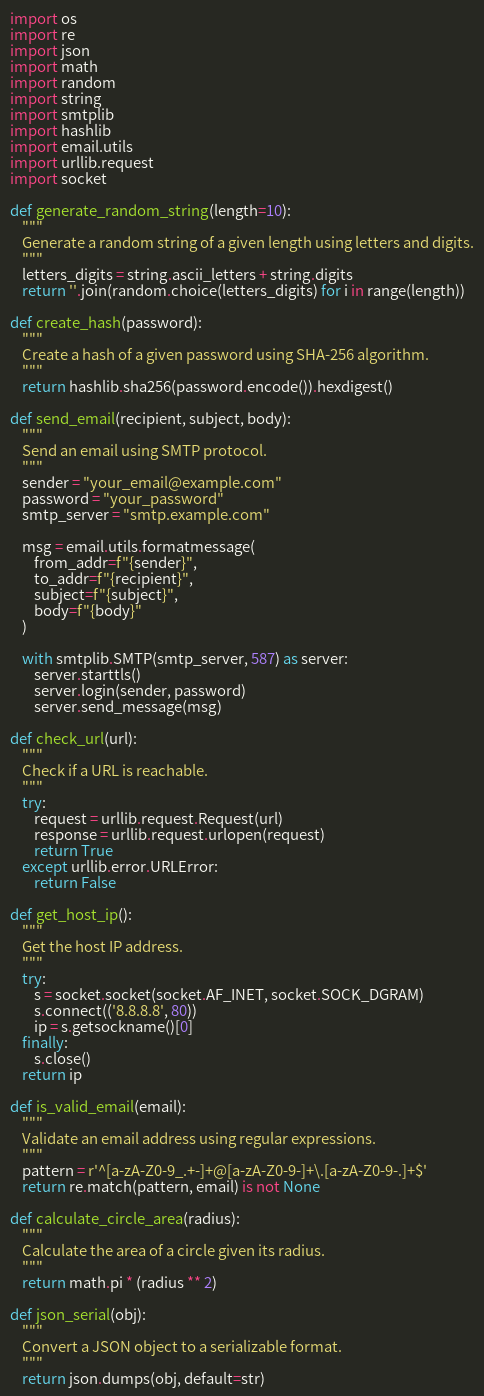 import os
import re
import json
import math
import random
import string
import smtplib
import hashlib
import email.utils
import urllib.request
import socket

def generate_random_string(length=10):
    """
    Generate a random string of a given length using letters and digits.
    """
    letters_digits = string.ascii_letters + string.digits
    return ''.join(random.choice(letters_digits) for i in range(length))

def create_hash(password):
    """
    Create a hash of a given password using SHA-256 algorithm.
    """
    return hashlib.sha256(password.encode()).hexdigest()

def send_email(recipient, subject, body):
    """
    Send an email using SMTP protocol.
    """
    sender = "your_email@example.com"
    password = "your_password"
    smtp_server = "smtp.example.com"

    msg = email.utils.formatmessage(
        from_addr=f"{sender}",
        to_addr=f"{recipient}",
        subject=f"{subject}",
        body=f"{body}"
    )

    with smtplib.SMTP(smtp_server, 587) as server:
        server.starttls()
        server.login(sender, password)
        server.send_message(msg)

def check_url(url):
    """
    Check if a URL is reachable.
    """
    try:
        request = urllib.request.Request(url)
        response = urllib.request.urlopen(request)
        return True
    except urllib.error.URLError:
        return False

def get_host_ip():
    """
    Get the host IP address.
    """
    try:
        s = socket.socket(socket.AF_INET, socket.SOCK_DGRAM)
        s.connect(('8.8.8.8', 80))
        ip = s.getsockname()[0]
    finally:
        s.close()
    return ip

def is_valid_email(email):
    """
    Validate an email address using regular expressions.
    """
    pattern = r'^[a-zA-Z0-9_.+-]+@[a-zA-Z0-9-]+\.[a-zA-Z0-9-.]+$'
    return re.match(pattern, email) is not None

def calculate_circle_area(radius):
    """
    Calculate the area of a circle given its radius.
    """
    return math.pi * (radius ** 2)

def json_serial(obj):
    """
    Convert a JSON object to a serializable format.
    """
    return json.dumps(obj, default=str)